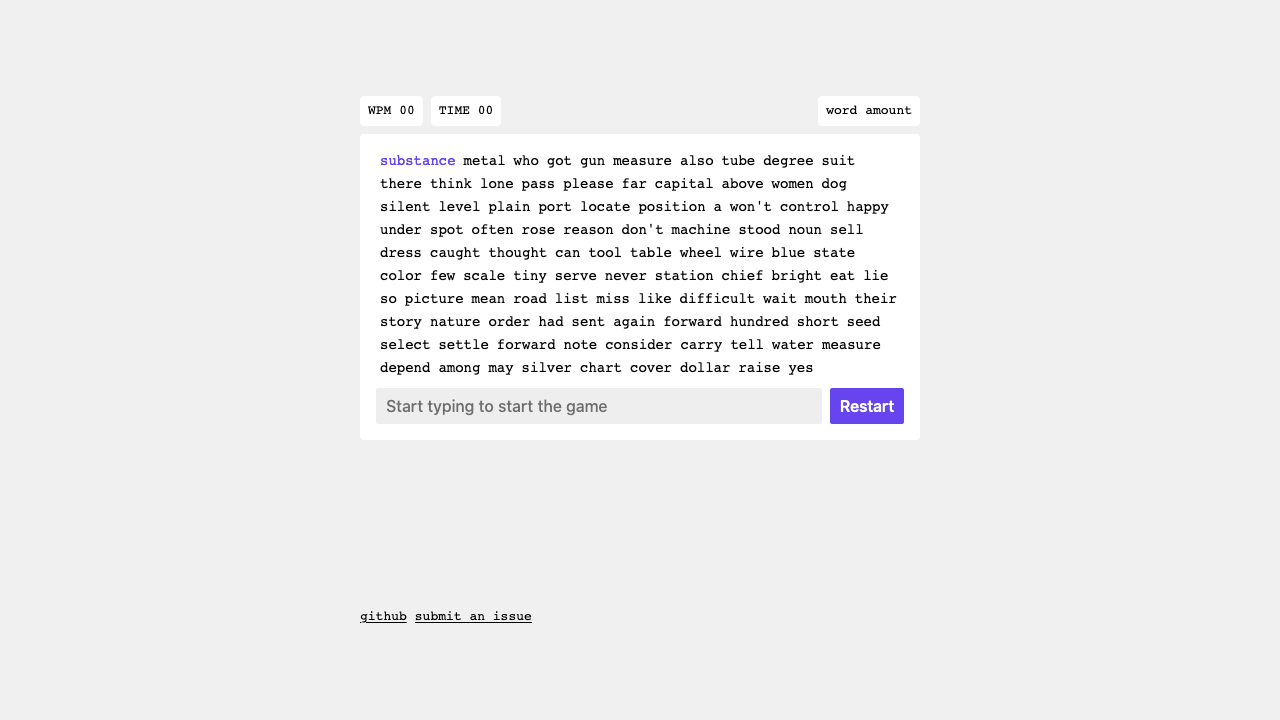 WPM 00 TIME 00 word amount
substance metal who got gun measure also tube degree suit
there think lone pass please far capital above women dog
silent level plain port locate position a won't control happy
under spot often rose reason don't machine stood noun sell
dress caught thought can tool table wheel wire blue state
color few scale tiny serve never station chief bright eat lie
so picture mean road list miss like difficult wait mouth their
story nature order had sent again forward hundred short seed
select settle forward note consider carry tell water measure
depend among may silver chart cover dollar raise yes
Start typing to start the game Restart
github submit an issue